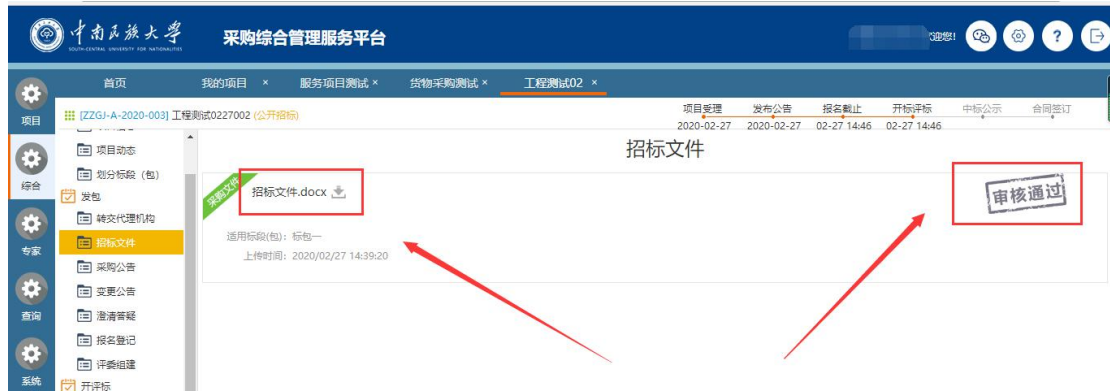 中南民族大学 采购综合管理服务平台
SOUTH-CENTRAL UNIVERSITY FOR NATIONALITIES
迎您!
首页 我的项目 × 服务项目测试 × 货物采购测试 × 工程测试02 ×
[ZZGJ-A-2020-003] 工程测试0227002 (公开招标)
项目受理 发布公告 报名截止 开标评标 中标公示 合同签订
2020-02-27 2020-02-27 02-27 14:46 02-27 14:46
项目
综合
专家
查询
系统
项目动态
划分标段（包）
发包
转交代理机构
招标文件
采购公告
变更公告
澄清答疑
报名登记
评委组建
开评标
招标文件
采购文件
招标文件.docx
审核通过
适用标段(包)： 标包一
上传时间： 2020/02/27 14:39:20